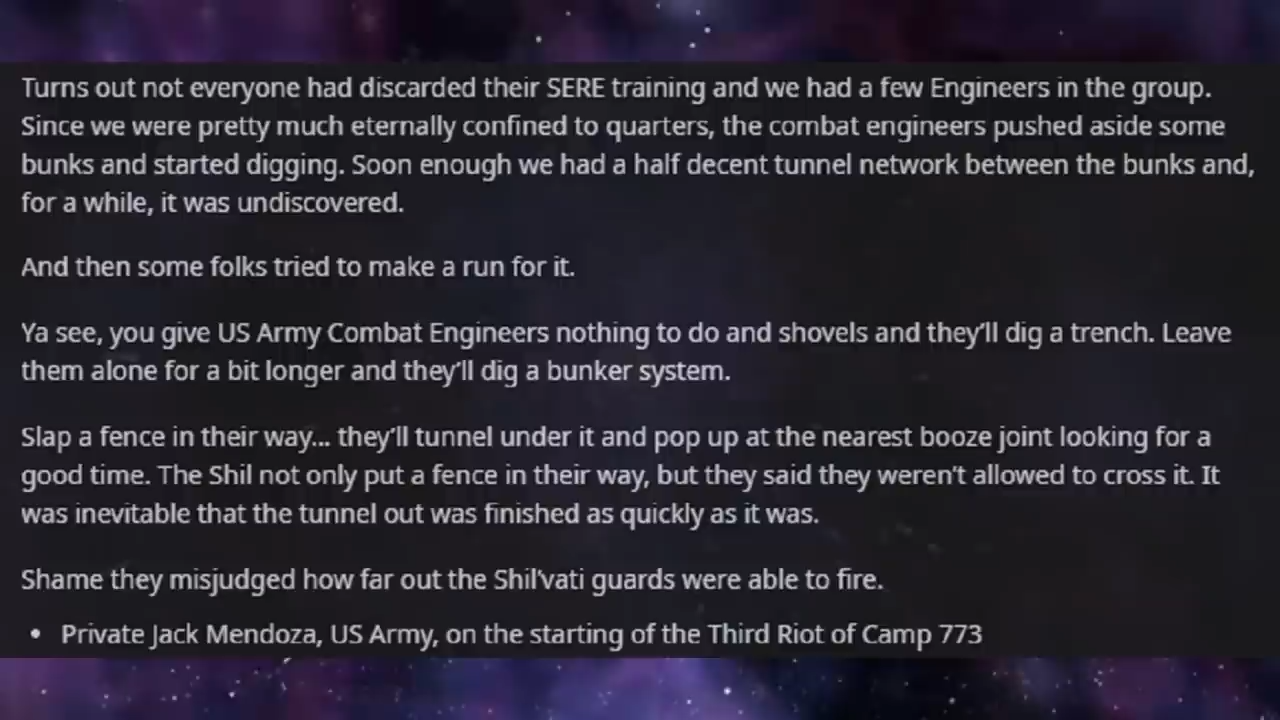 Turns out not everyone had discarded their SERE training and we had a few Engineers in the group.
Since we were pretty much eternally confined to quarters, the combat engineers pushed aside some
bunks and started digging. Soon enough we had a half decent tunnel network between the bunks and,
for a while, it was undiscovered.
And then some folks tried to make a run for it.
Ya see, you give US Army Combat Engineers nothing to do and shovels and they’ll dig a trench. Leave
them alone for a bit longer and they’ll dig a bunker system.
Slap a fence in their way... they’ll tunnel under it and pop up at the nearest booze joint looking for a
good time. The Shil not only put a fence in their way, but they said they weren’t allowed to cross it. It
was inevitable that the tunnel out was finished as quickly as it was.
Shame they misjudged how far out the Shil’vati guards were able to fire.
• Private Jack Mendoza, US Army, on the starting of the Third Riot of Camp 773